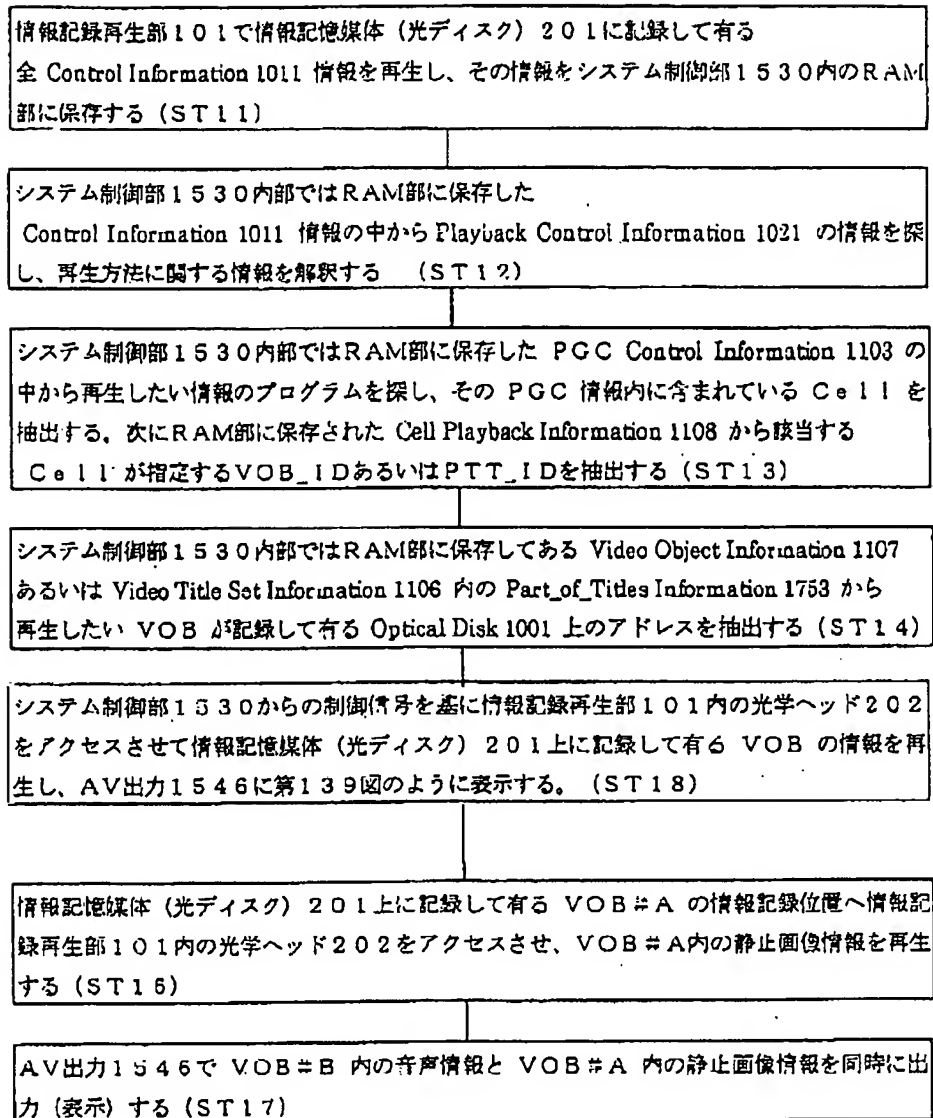 情報記録再生部101で情報記憶媒体（光ディスク）201に記録して有る
全 Control Information 1011 情報を再生し、その情報をシステム制御部1530内のRAM
部に保存する（ST11）
システム制御部1530内部ではRAM部に保存した
Control Information 1011 情報の中から Playback Control Information 1021 の情報を探
し、再生方法に関する情報を解釈する （ST12）
システム制御部1530内部ではRAM部に保存した PGC Control Information 1103 の
中から再生したい情報のプログラムを探し、その PGC 情報内に含まれている Cell を
抽出する。次にRAM部に保存された Cell Playback Information 1108 から該当する
Cell が指定するVOB_IDあるいはPTT_IDを抽出する（ST13）
システム制御部1530内部ではRAM部に保存してある Video Object Information 1107
あるいは Video Title Set Information 1106 内の Part_of_Titles Information 1753 から
再生したい VOB が記録して有る Optical Disk 1001 上のアドレスを抽出する（ST14）
システム制御部1530からの制御信号を基に情報記録再生部101内の光学ヘッド202
をアクセスさせて情報記憶媒体（光ディスク）201上に記録して有る VOB の情報を再
生し、AV出力1546に第139図のように表示する。（ST18）
情報記憶媒体（光ディスク）201上に記録して有る VOB#A の情報記録位置へ情報記
録再生部101内の光学ヘッド202をアクセスさせ、VOB#A内の静止画像情報を再生
する（ST16）
AV出力1546で VOB#B 内の音声情報と VOB#A 内の静止画像情報を同時に出
力（表示）する（ST17）